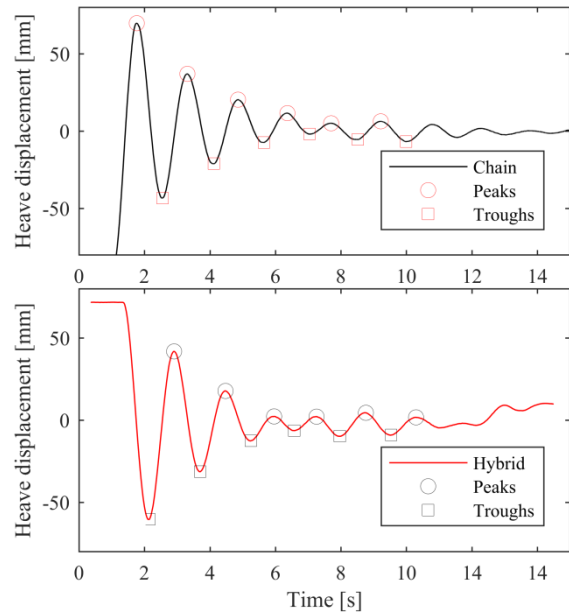 Heave displacement [mm]
50
0
-50
Chain
Peaks
Troughs
0 2 4 6 8 10 12 14
Heave displacement [mm]
50
0
-50
Hybrid
Peaks
Troughs
0 2 4 6 8 10 12 14
Time [s]